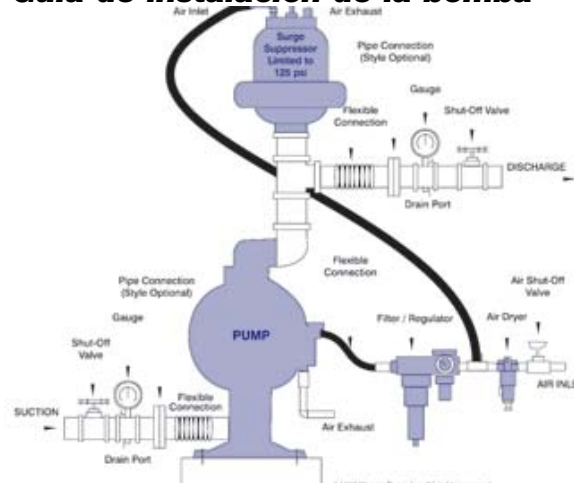 Guía de instalación de la bomba
Air Inlet
Air Exhaust
Surge
Suppressor
Limited to
125 psi
Pipe Connection
(Style Optional)
Gauge
Flexible
Connection
Shut-Off Valve
DISCHARGE
Drain Port
Flexible
Connection
Pipe Connection
(Style Optional)
Air Shut-Off
Valve
Gauge
PUMP
Filter / Regulator
Air Dryer
Shut-Off
Valve
AIR INLE
Flexible
Connection
SUCTION
Air Exhaust
Drain Port